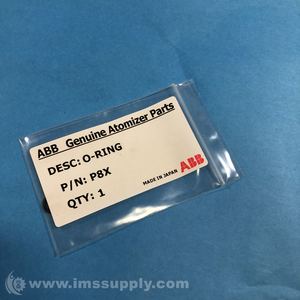 ABB Genuine Atomizer Parts
DESC: O-RING
P/N: P8X
QTY: 1
ABB
MADE IN JAPAN
© www.imssupply.com